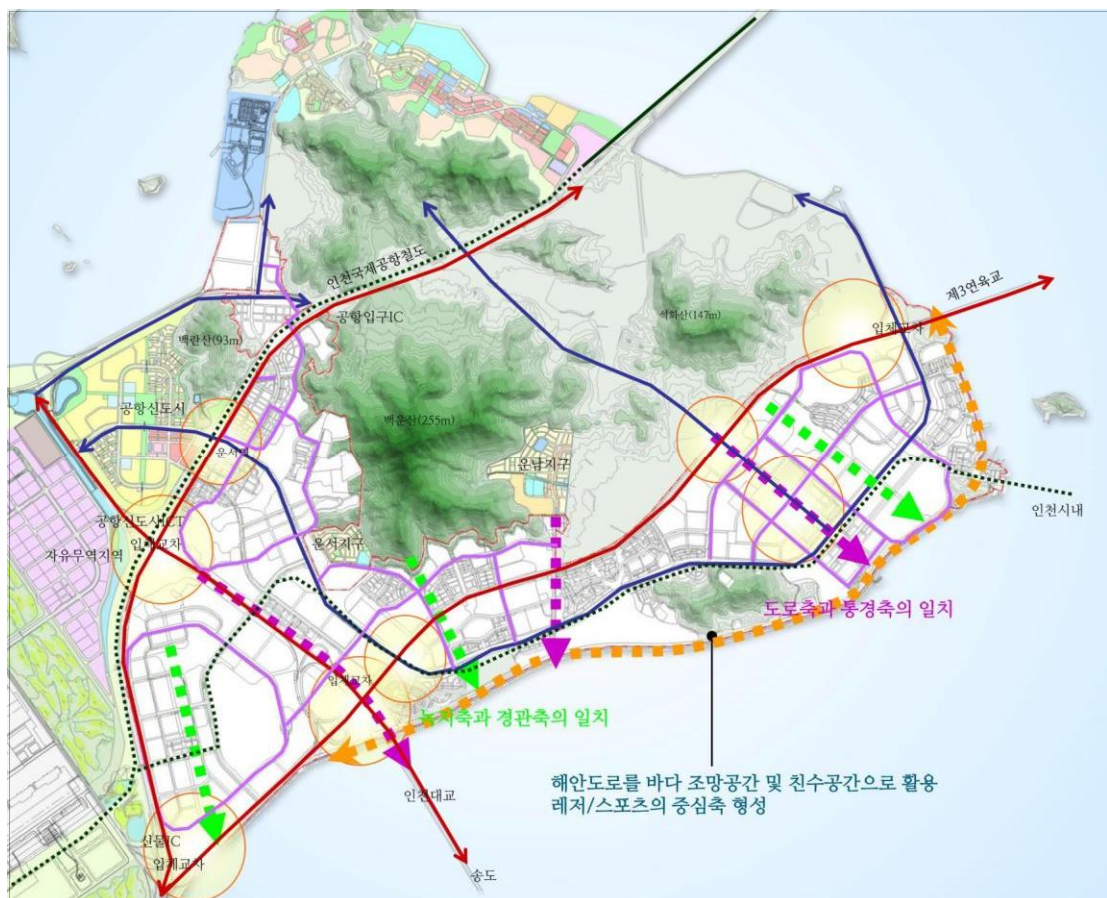 인천국제공항철도
제3연육교
공항입구IC
석화산(147m)
입체교차
백란산(93m)
공항신도시
백운산(255m)
운서역
운남지구
인천시내
공항신도시ICT
입체교차
자유무역지역
운서지구
도로축과 통경축의 일치
입체교차
녹지축과 경관축의 일치
해안도로를 바다 조망공간 및 친수공간으로 활용
레저/스포츠의 중심축 형성
인천대교
신불IC
입체교차
송도